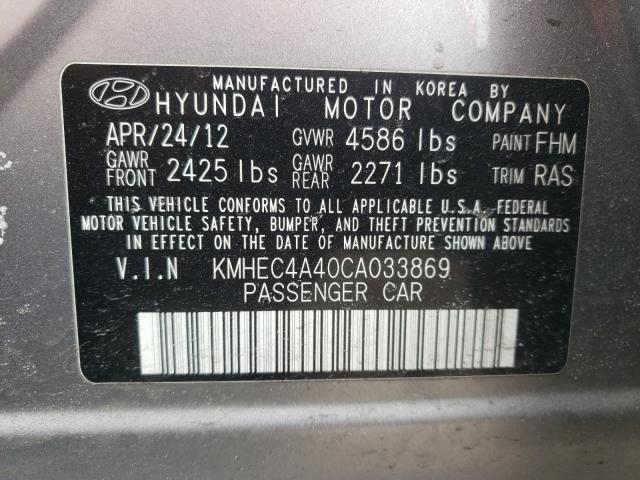 MANUFACTURED IN KOREA BY
HYUNDAI MOTOR COMPANY
APR/24/12 GVWR 4586 lbs PAINT FHM
GAWR FRONT 2425 lbs GAWR REAR 2271 lbs TRIM RAS
THIS VEHICLE CONFORMS TO ALL APPLICABLE U.S.A. FEDERAL
MOTOR VEHICLE SAFETY, BUMPER, AND THEFT PREVENTION STANDARDS
IN EFFECT ON THE DATE OF MANUFACTURE SHOWN ABOVE
V.I.N KMHEC4A40CA033869
PASSENGER CAR